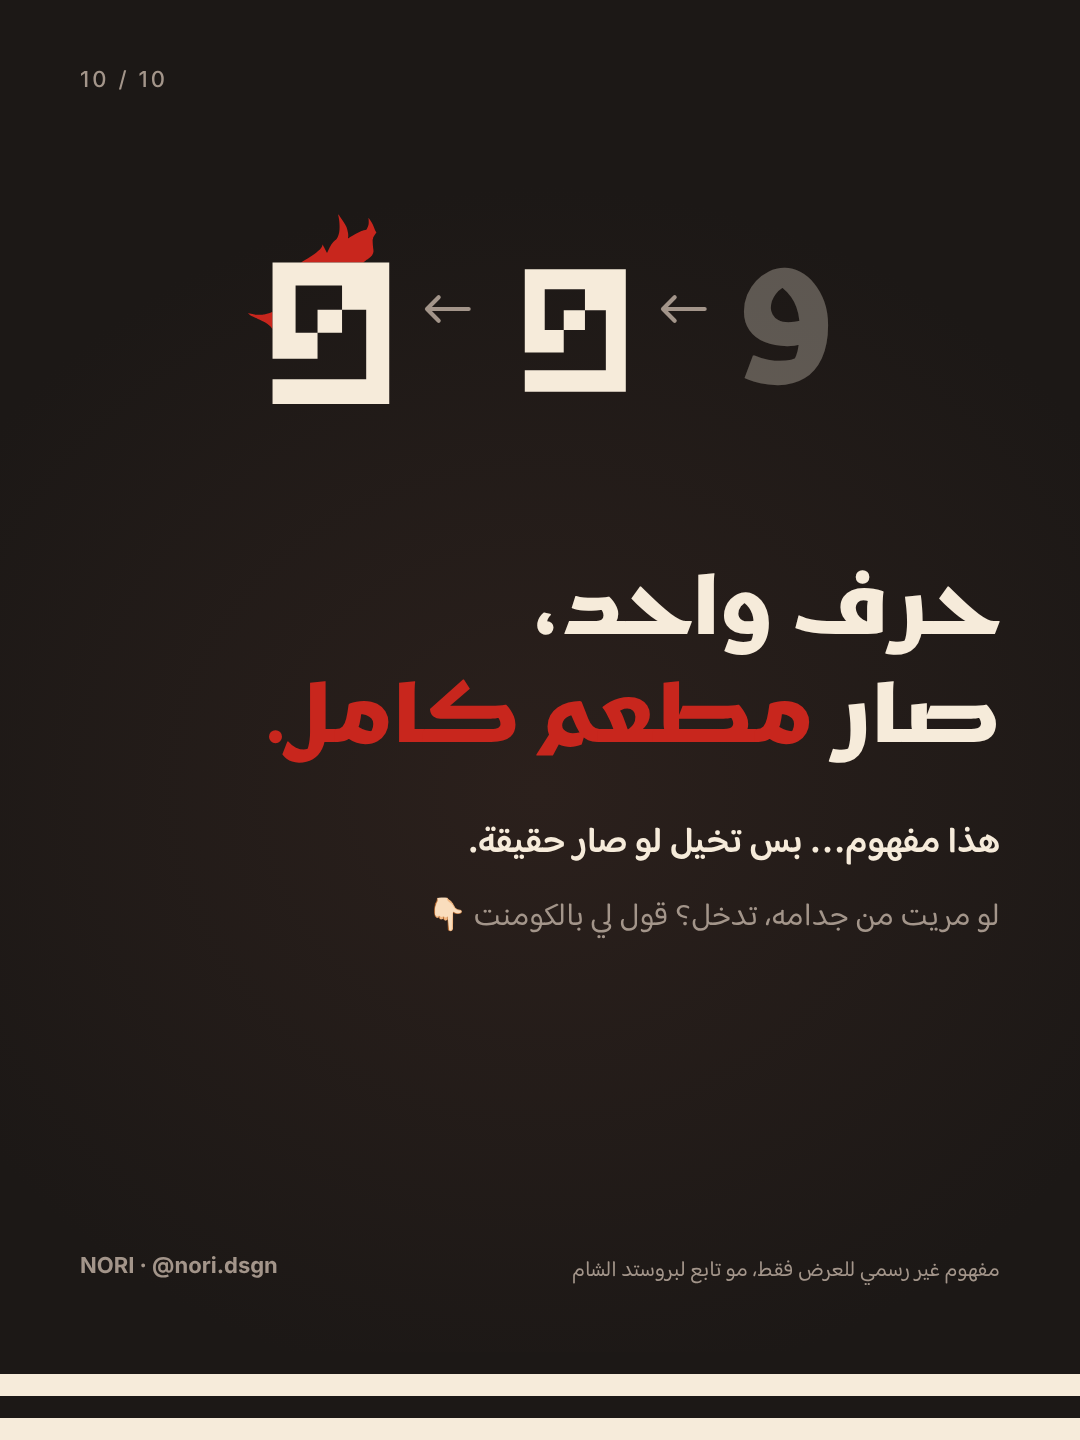 10 / 10
و ← و ← و
حرف واحد،
صار مطعم كامل.
هذا مفهوم... بس تخيل لو صار حقيقة.
لو مريت من جدامه، تدخل؟ قول لي بالكومنت 👇🏻
NORI · @nori.dsgn
مفهوم غير رسمي للعرض فقط، مو تابع لبروستد الشام